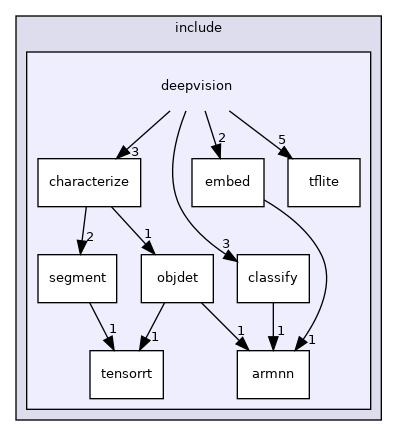 include
deepvision
3
2
5
characterize
embed
tflite
2
1
3
segment
objdet
classify
1
1
1
1
1
tensorrt
armnn